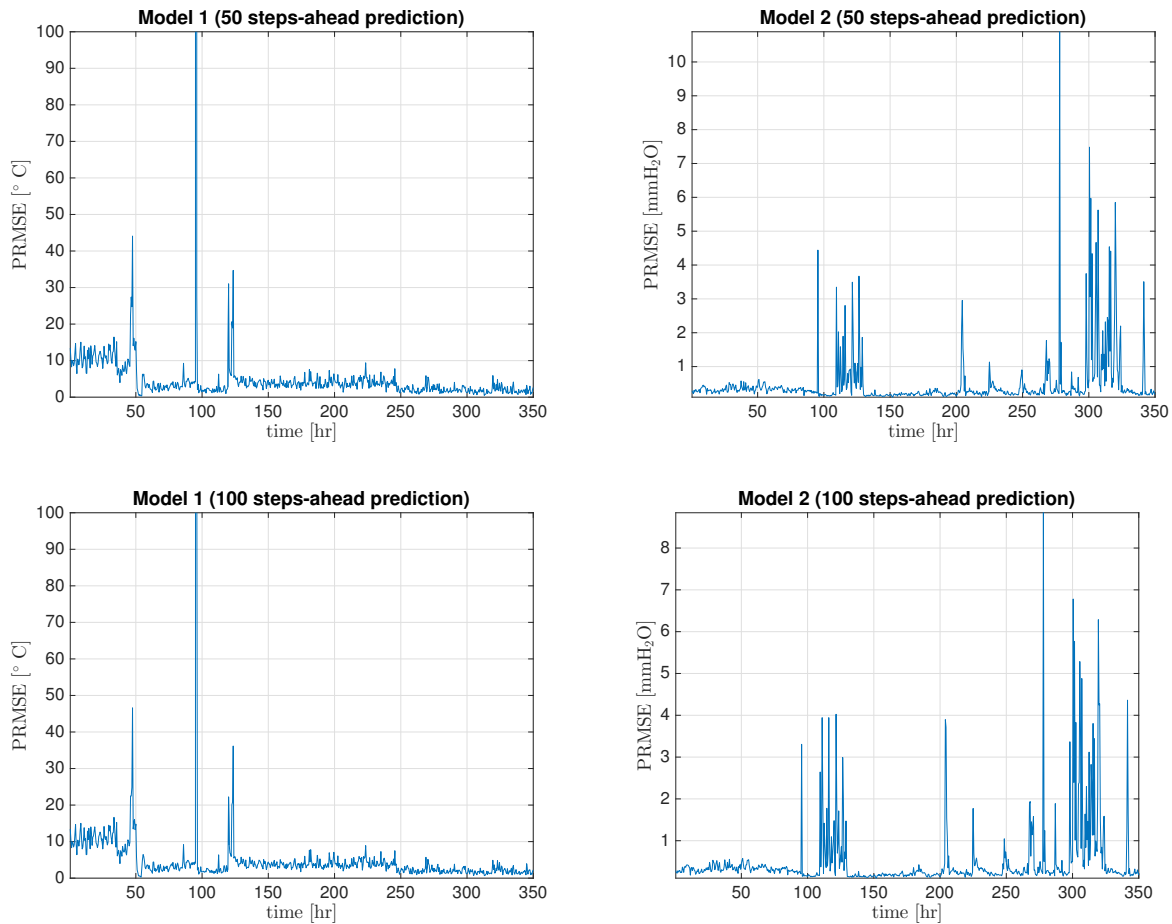 Model 1 (50 steps-ahead prediction)
PRMSE [° C]
100
90
80
70
60
50
40
30
20
10
0
50 100 150 200 250 300 350
time [hr]
Model 2 (50 steps-ahead prediction)
PRMSE [mmH₂O]
10
9
8
7
6
5
4
3
2
1
50 100 150 200 250 300 350
time [hr]
Model 1 (100 steps-ahead prediction)
PRMSE [° C]
100
90
80
70
60
50
40
30
20
10
0
50 100 150 200 250 300 350
time [hr]
Model 2 (100 steps-ahead prediction)
PRMSE [mmH₂O]
8
7
6
5
4
3
2
1
50 100 150 200 250 300 350
time [hr]